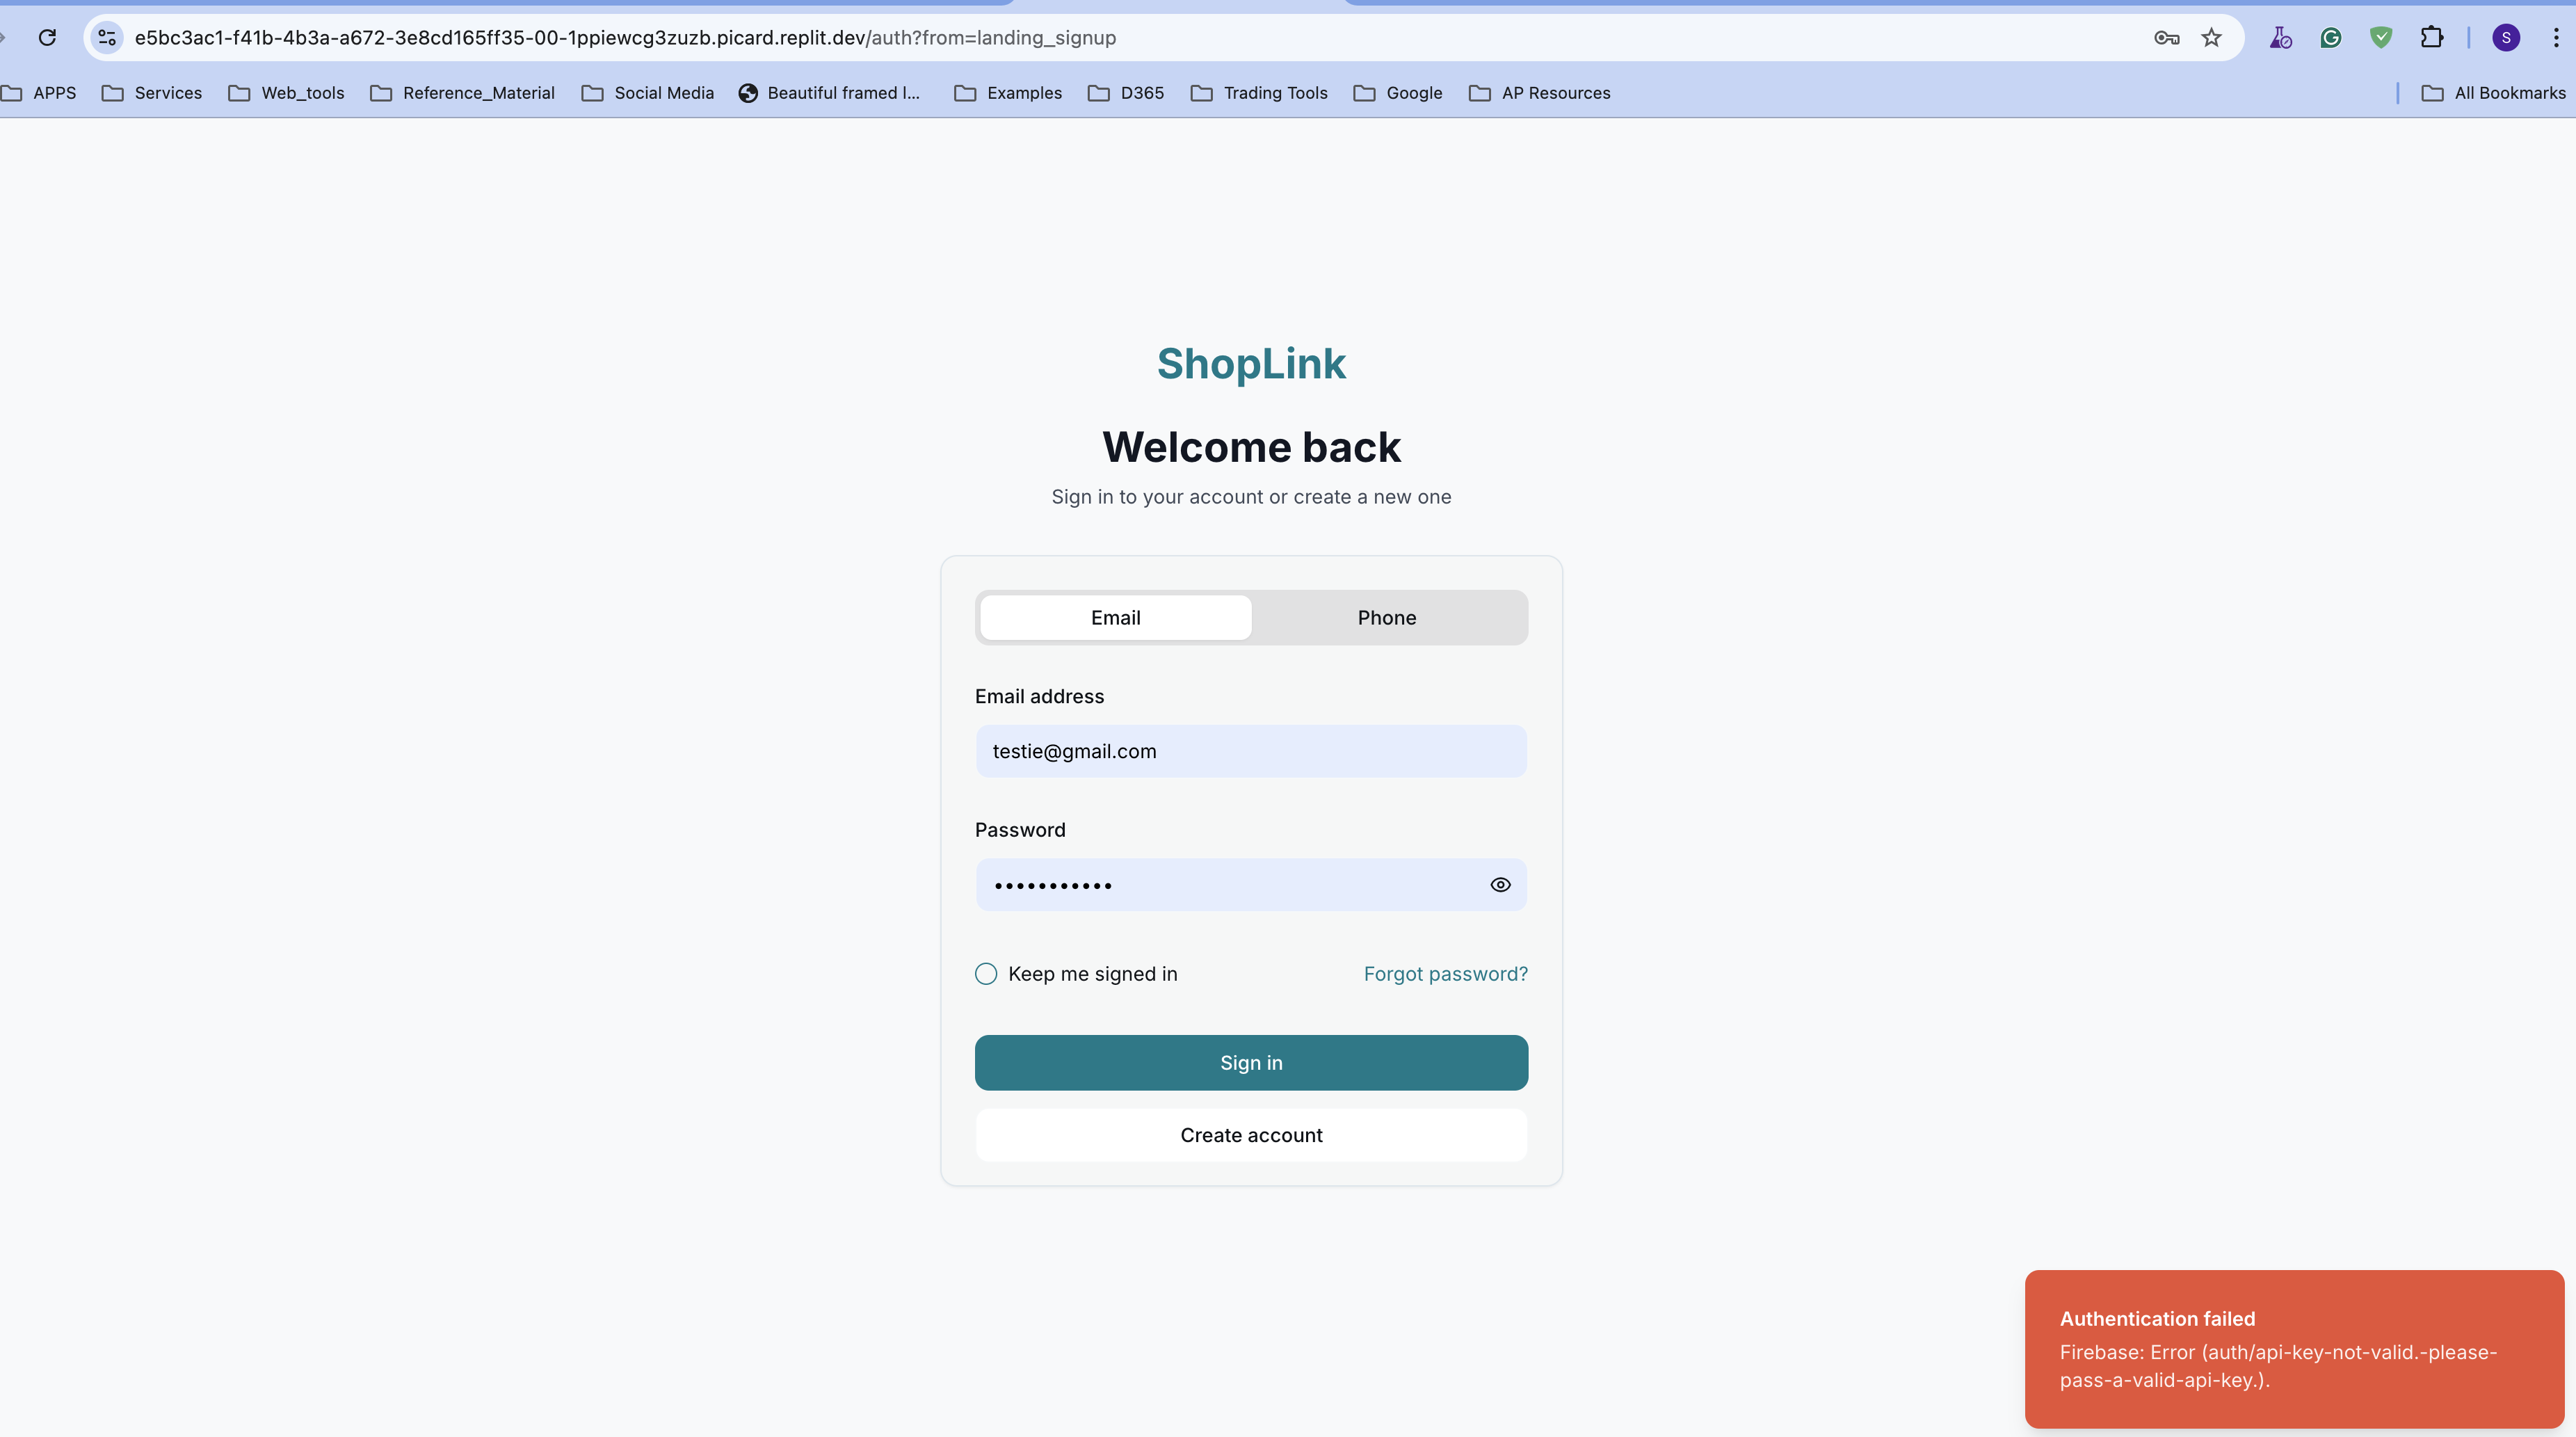 e5bc3ac1-f41b-4b3a-a672-3e8cd165ff35-00-1ppiewcg3zuzb.picard.replit.dev/auth?from=landing_signup
S
APPS Services Web_tools Reference_Material Social Media Beautiful framed l... Examples D365 Trading Tools Google AP Resources All Bookmarks
ShopLink
Welcome back
Sign in to your account or create a new one
Email Phone
Email address
testie@gmail.com
Password
•••••••••••
Keep me signed in Forgot password?
Sign in
Create account
Authentication failed
Firebase: Error (auth/api-key-not-valid.-please-
pass-a-valid-api-key.).